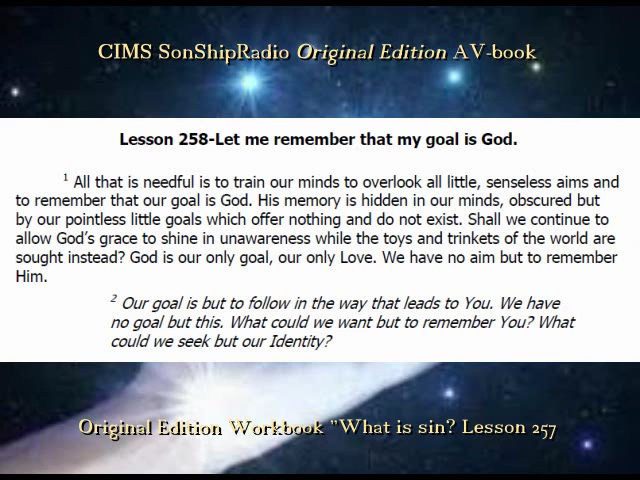 CIMS SonShipRadio Original Edition AV-book
Lesson 258-Let me remember that my goal is God.
1 All that is needful is to train our minds to overlook all little, senseless aims and
to remember that our goal is God. His memory is hidden in our minds, obscured but
by our pointless little goals which offer nothing and do not exist. Shall we continue to
allow God’s grace to shine in unawareness while the toys and trinkets of the world are
sought instead? God is our only goal, our only Love. We have no aim but to remember
Him.
2 Our goal is but to follow in the way that leads to You. We have
no goal but this. What could we want but to remember You? What
could we seek but our Identity?
Original Edition Workbook "What is sin? Lesson 257